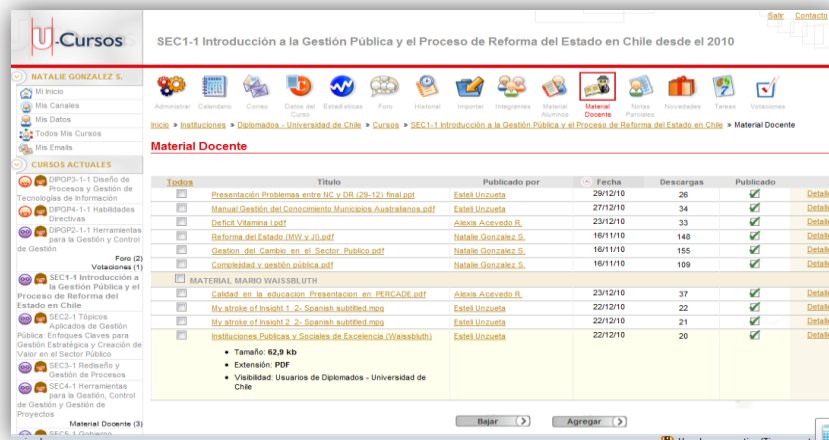 Salir Contacto
U-Cursos
SEC1-1 Introducción a la Gestión Pública y el Proceso de Reforma del Estado en Chile desde el 2010
NATALIE GONZALEZ S.
Mi Inicio
Mis Canales
Mis Datos
Todos Mis Cursos
Mis Emails
CURSOS ACTUALES
DIPGP3-1-1 Diseño de
Procesos y Gestión de
Tecnologías de Información
DIPGP4-1-1 Habilidades
Directivas
DIPGP2-1-1 Herramientas
para la Gestión y Control
de Gestión
Foro (2)
Votaciones (1)
SEC1-1 Introducción a
la Gestión Pública y el
Proceso de Reforma del
Estado en Chile
SEC2-1 Tópicos
Aplicados de Gestión
Pública: Enfoques Claves para
Gestión Estratégica y Creación de
Valor en el Sector Público
SEC3-1 Rediseño y
Gestión de Procesos
SEC4-1 Herramientas
para la Gestión, Control
de Gestión y Gestión de
Proyectos
Material Docente (3)
SEC5-1 Gobierno
Administrar Calendario Correo Datos del Curso Estadísticas Foro Historial Importar Integrantes Material Alumnos Material Docente Notas Parciales Novedades Tareas Votaciones
Inicio » Instituciones » Diplomados - Universidad de Chile » Cursos » SEC1-1 Introducción a la Gestión Pública y el Proceso de Reforma del Estado en Chile » Material Docente
Material Docente
Todos Título Publicado por Fecha Descargas Publicado
Presentación Problemas entre NC y DR (29-12) final.ppt Esteli Unzueta 29/12/10 26 Detalle
Manual Gestión del Conocimiento Municipios Australianos.pdf Esteli Unzueta 27/12/10 34 Detalle
Deficit Vitamina I.pdf Alexis Acevedo R. 23/12/10 33 Detalle
Reforma del Estado (MW y JI).pdf Natalie Gonzalez S. 16/11/10 148 Detalle
Gestion del Cambio en el Sector Publico.pdf Natalie Gonzalez S. 16/11/10 155 Detalle
Complejidad y gestión pública.pdf Natalie Gonzalez S. 16/11/10 109 Detalle
MATERIAL MARIO WAISSBLUTH
Calidad en la educacion Presentacion en PERCADE.pdf Alexis Acevedo R. 23/12/10 37 Detalle
My stroke of Insight 1 2- Spanish subtitled.mpg Esteli Unzueta 22/12/10 22 Detalle
My stroke of insight 2 2- Spanish subtitled.mpg Esteli Unzueta 22/12/10 21 Detalle
Instituciones Publicas y Sociales de Excelencia (Waissbluth) Esteli Unzueta 22/12/10 20 Detalle
• Tamaño: 62,9 kb
• Extensión: PDF
• Visibilidad: Usuarios de Diplomados - Universidad de
Chile
Bajar Agregar